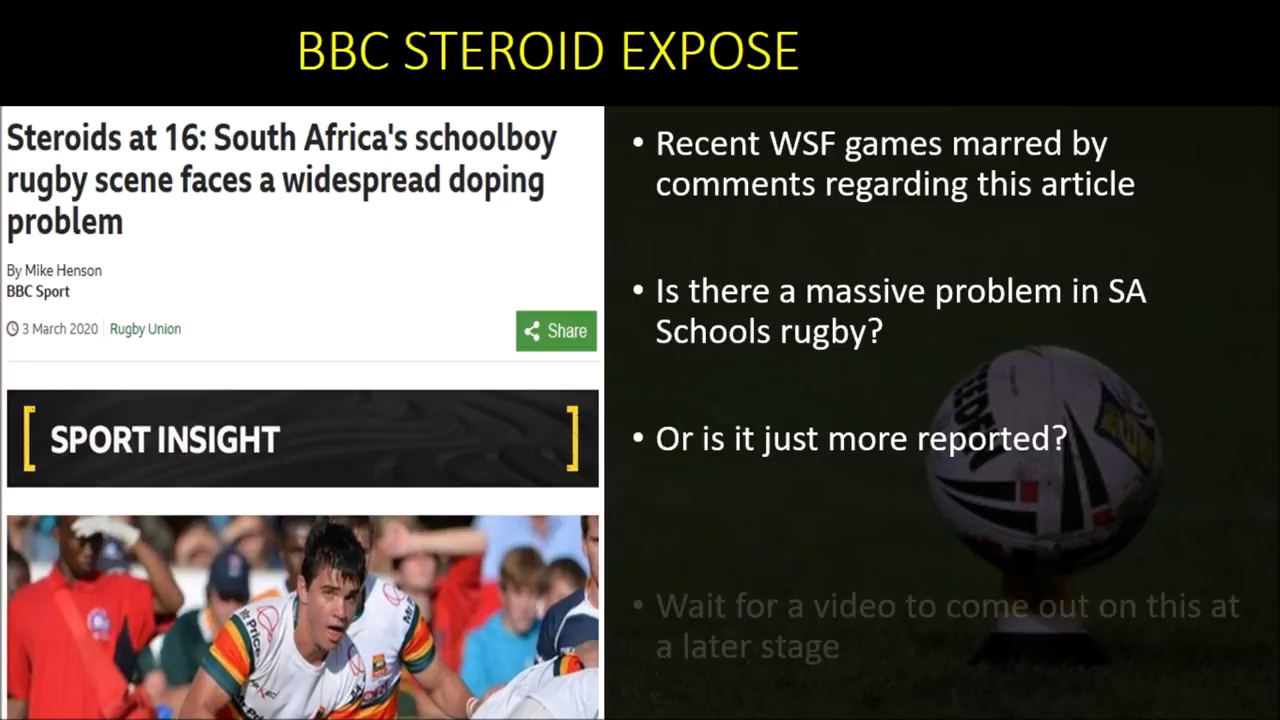 BBC STEROID EXPOSE
Steroids at 16: South Africa's schoolboy
rugby scene faces a widespread doping
problem
By Mike Henson
BBC Sport
3 March 2020
Rugby Union
Share
[ SPORT INSIGHT ]
• Recent WSF games marred by
comments regarding this article
• Is there a massive problem in SA
Schools rugby?
• Or is it just more reported?
• Wait for a video to come out on this at
a later stage
Mr Price